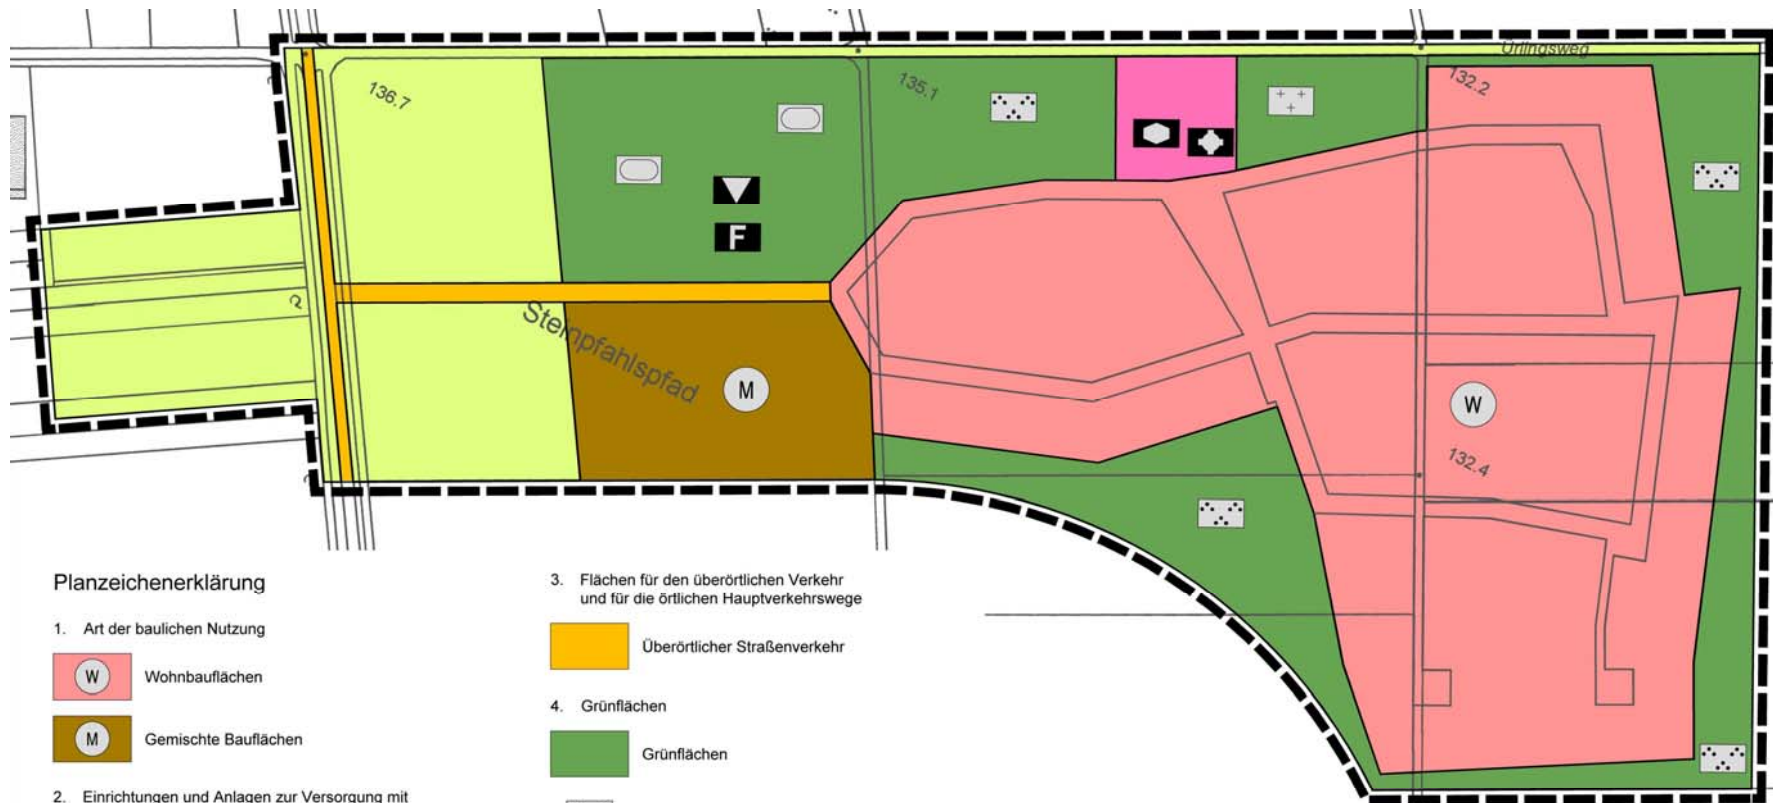 Urlingsweg
136.7
135.1
132.2
F
Steinpfahlspfad
M
W
132.4
Planzeichenerklärung
1. Art der baulichen Nutzung
W Wohnbauflächen
M Gemischte Bauflächen
2. Einrichtungen und Anlagen zur Versorgung mit
3. Flächen für den überörtlichen Verkehr
und für die örtlichen Hauptverkehrswege
Überörtlicher Straßenverkehr
4. Grünflächen
Grünflächen